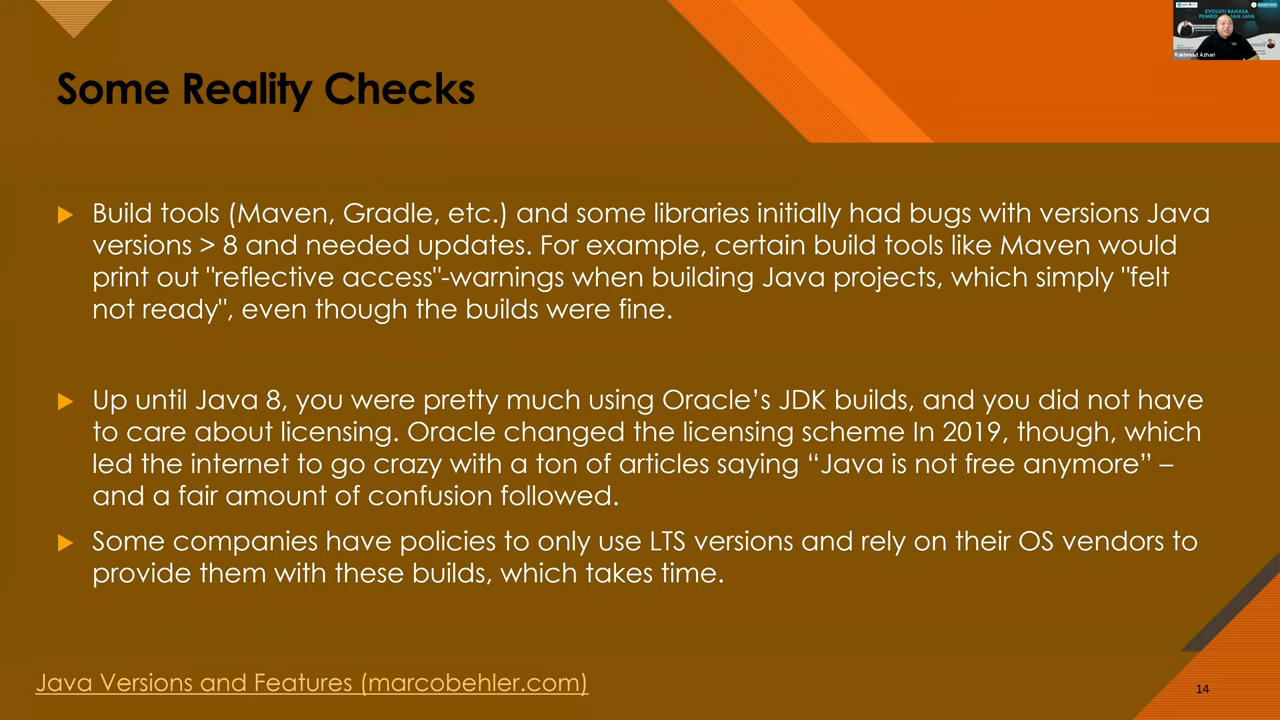 EVOLUSI BAHASA
PEMROGRAMAN JAVA
Rakhmad Azhari
Some Reality Checks
Build tools (Maven, Gradle, etc.) and some libraries initially had bugs with versions Java
versions > 8 and needed updates. For example, certain build tools like Maven would
print out "reflective access"-warnings when building Java projects, which simply "felt
not ready", even though the builds were fine.
Up until Java 8, you were pretty much using Oracle’s JDK builds, and you did not have
to care about licensing. Oracle changed the licensing scheme In 2019, though, which
led the internet to go crazy with a ton of articles saying “Java is not free anymore” –
and a fair amount of confusion followed.
Some companies have policies to only use LTS versions and rely on their OS vendors to
provide them with these builds, which takes time.
Java Versions and Features (marcobehler.com)
14